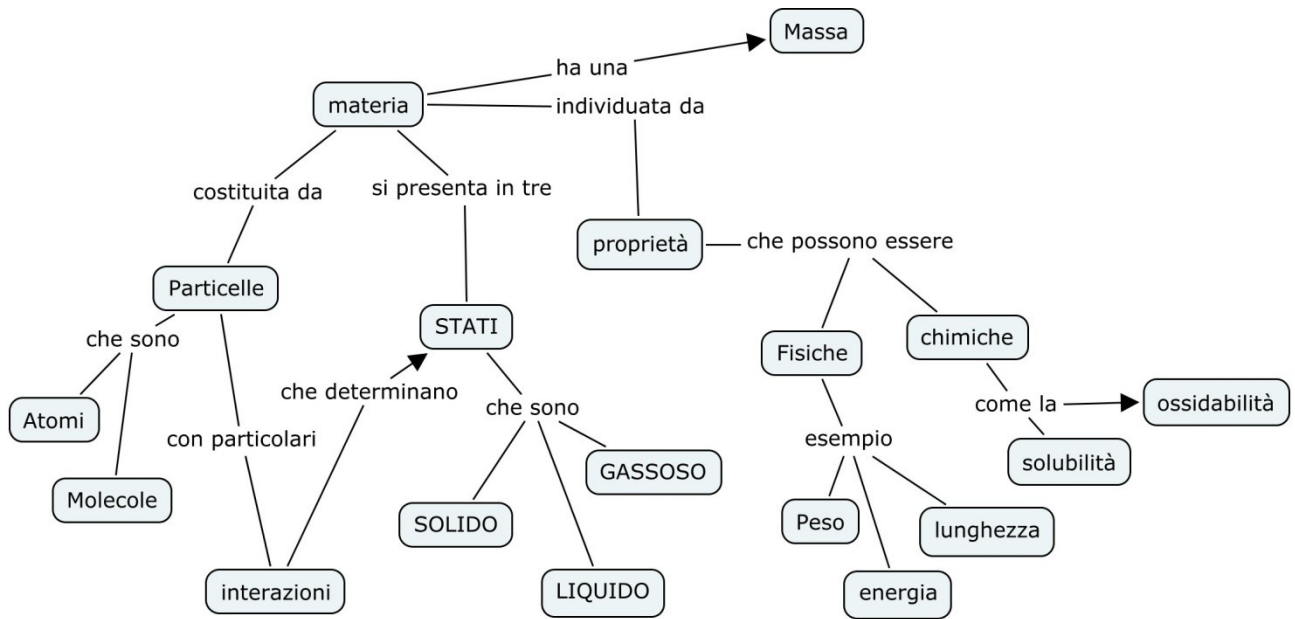 Massa
ha una
materia
individuata da
costituita da
si presenta in tre
proprietà
che possono essere
Particelle
STATI
che sono
Fisiche
chimiche
che determinano
Atomi
con particolari
che sono
come la
ossidabilità
esempio
GASSOSO
solubilità
Molecole
SOLIDO
Peso
lunghezza
interazioni
LIQUIDO
energia